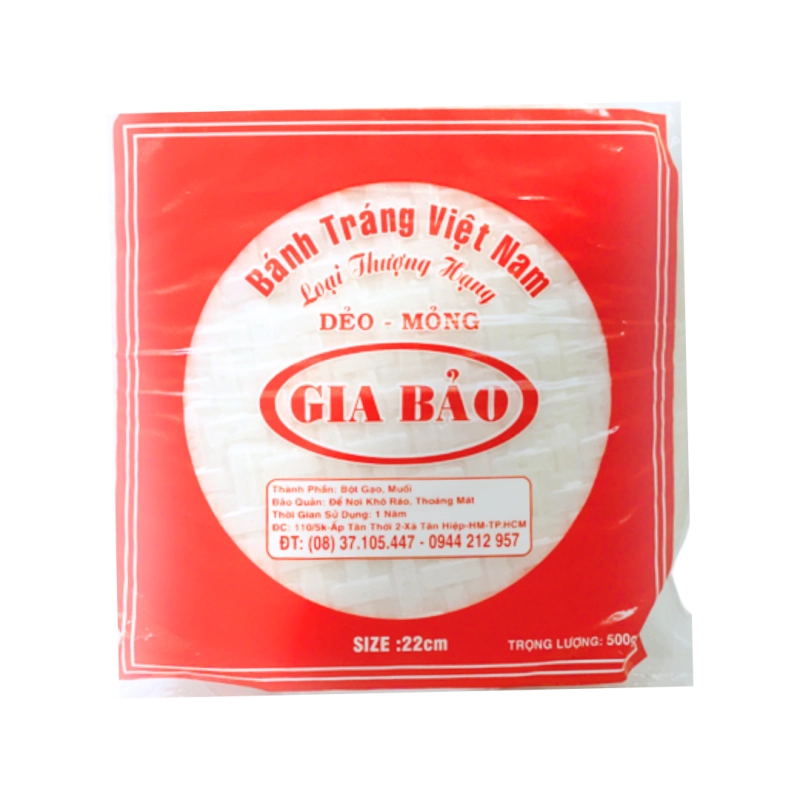 Bánh Tráng Việt Nam
Loại Thượng Hạng
DẺO - MỎNG
GIA BẢO
Thành Phần: Bột Gạo, Muối
Bảo Quản: Để Nơi Khô Ráo, Thoáng Mát
Thời Gian Sử Dụng: 1 Năm
ĐC: 110/5k-Ấp Tân Thới 2-Xã Tân Hiệp-HM-TP.HCM
ĐT: (08) 37.105.447 - 0944 212 957
SIZE :22cm
TRỌNG LƯỢNG: 500g